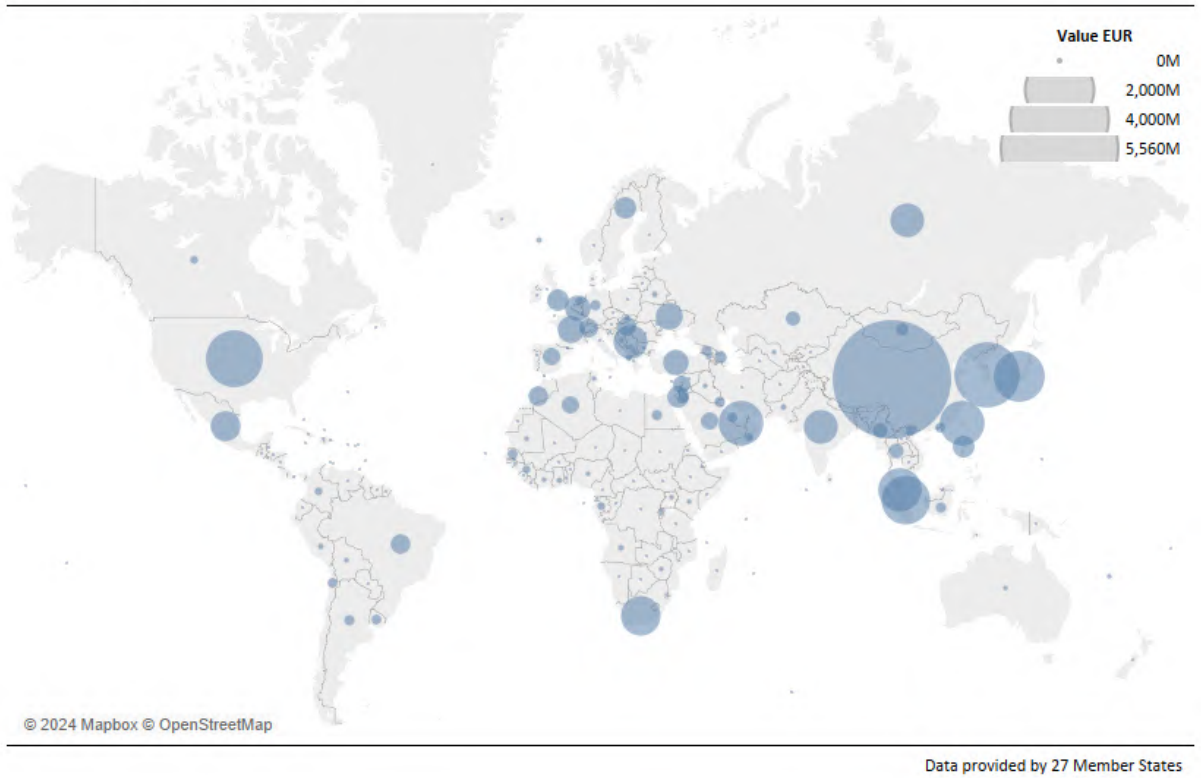 Value EUR
0M
2,000M
4,000M
5,560M
© 2024 Mapbox © OpenStreetMap
Data provided by 27 Member States